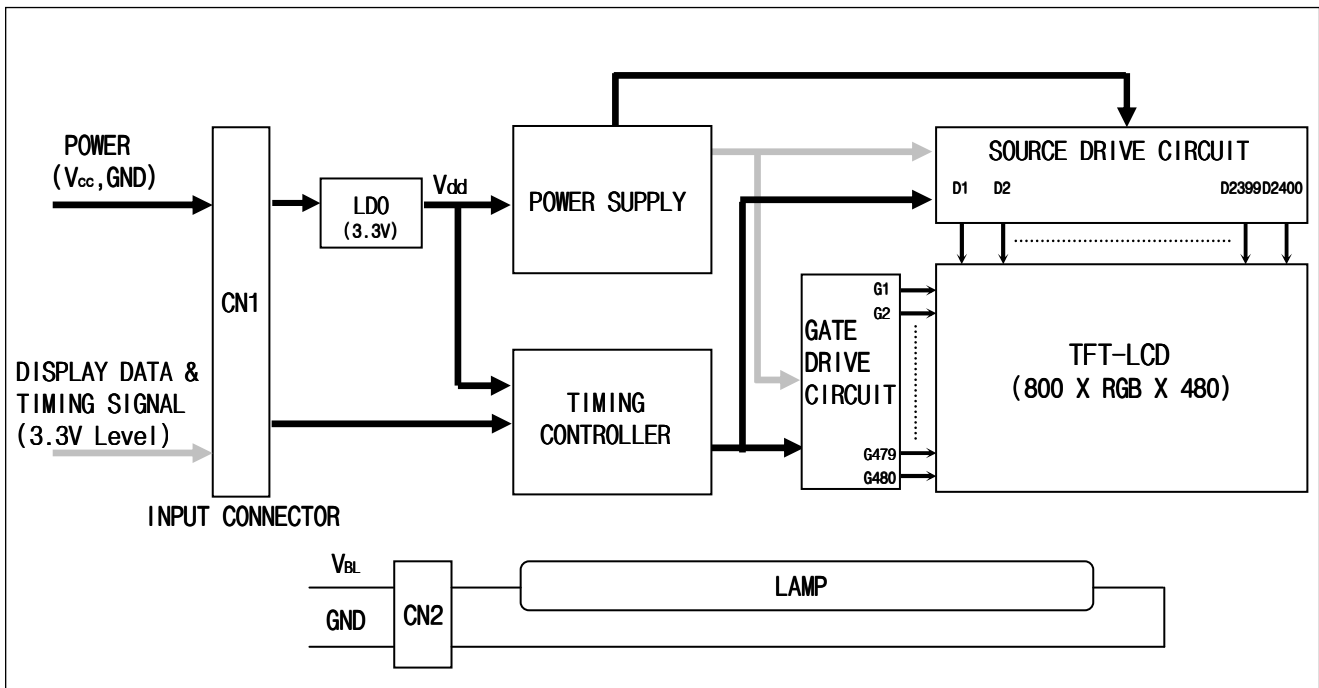 POWER
(Vcc,GND)
DISPLAY DATA &
TIMING SIGNAL
(3.3V Level)
CN1
INPUT CONNECTOR
LDO
(3.3V)
Vdd
POWER SUPPLY
TIMING
CONTROLLER
SOURCE DRIVE CIRCUIT
D1 D2 D2399 D2400
GATE
DRIVE
CIRCUIT
G1
G2
G479
G480
TFT-LCD
(800 X RGB X 480)
VBL
GND
CN2
LAMP